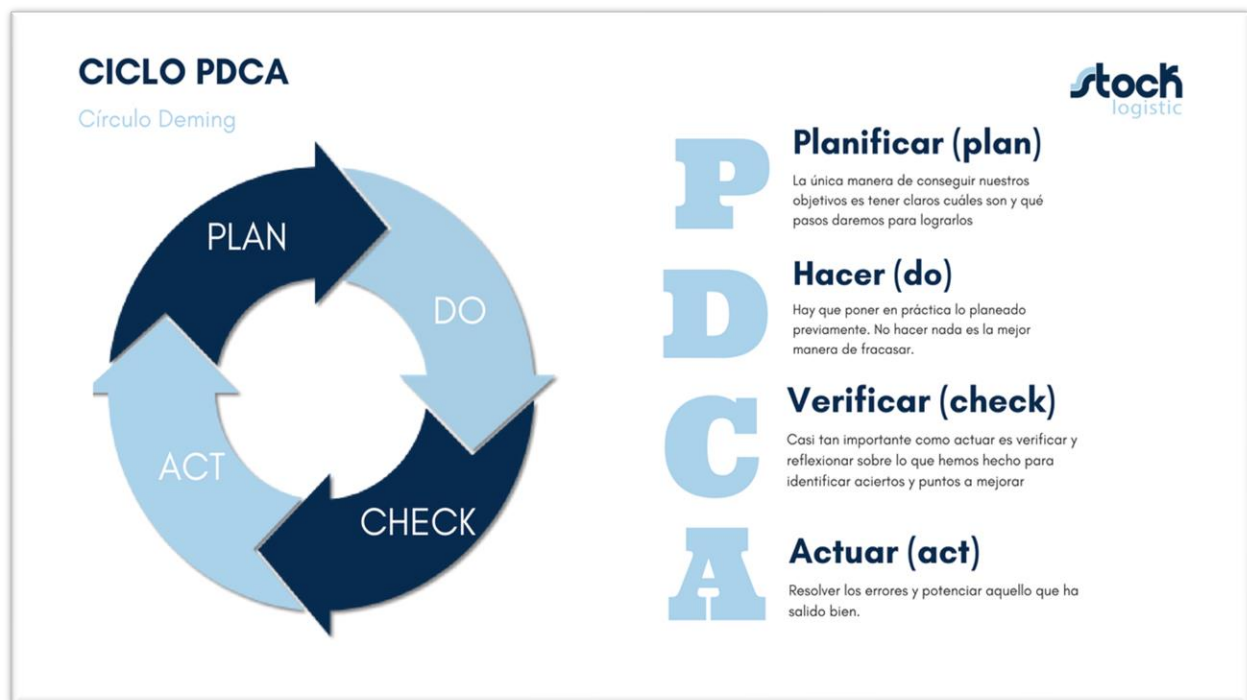 CICLO PDCA
Círculo Deming
stock
logistic
PLAN
DO
CHECK
ACT
P
Planificar (plan)
La única manera de conseguir nuestros
objetivos es tener claros cuáles son y qué
pasos daremos para lograrlos
D
Hacer (do)
Hay que poner en práctica lo planeado
previamente. No hacer nada es la mejor
manera de fracasar.
C
Verificar (check)
Casi tan importante como actuar es verificar y
reflexionar sobre lo que hemos hecho para
identificar aciertos y puntos a mejorar
A
Actuar (act)
Resolver los errores y potenciar aquello que ha
salido bien.